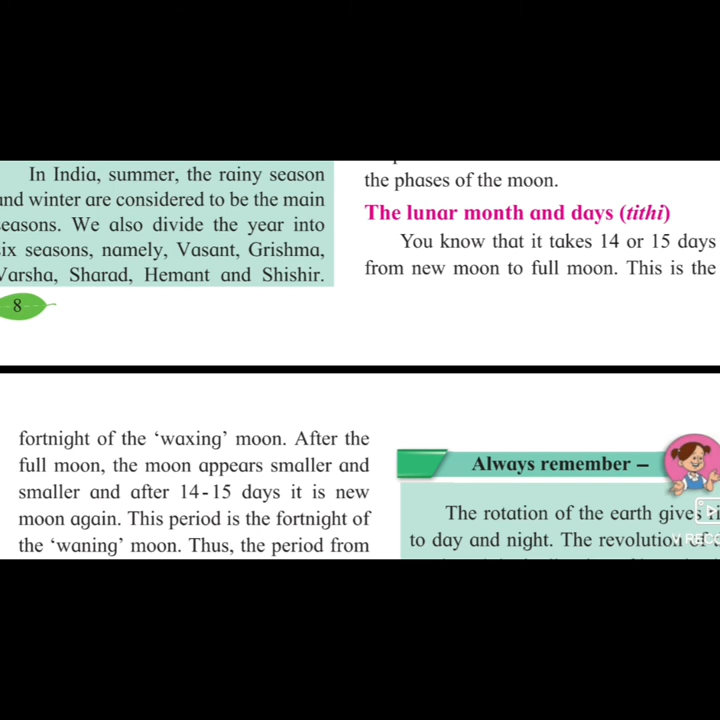 In India, summer, the rainy season
and winter are considered to be the main
seasons. We also divide the year into
six seasons, namely, Vasant, Grishma,
Varsha, Sharad, Hemant and Shishir.
8
the phases of the moon.
The lunar month and days (tithi)
You know that it takes 14 or 15 days
from new moon to full moon. This is the
fortnight of the ‘waxing’ moon. After the
full moon, the moon appears smaller and
smaller and after 14-15 days it is new
moon again. This period is the fortnight of
the ‘waning’ moon. Thus, the period from
Always remember –
The rotation of the earth gives
to day and night. The revolution of